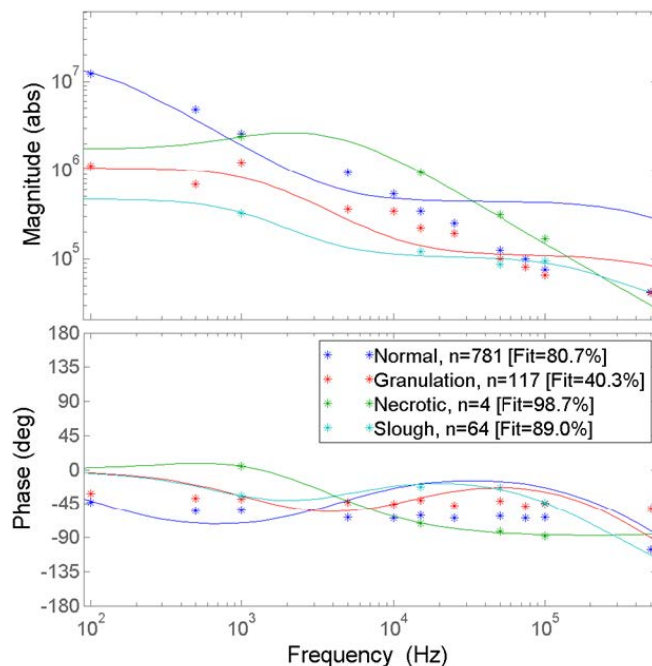 10^7
10^6
10^5
Magnitude (abs)
180
135
90
45
0
-45
-90
-135
-180
Phase (deg)
Normal, n=781 [Fit=80.7%]
Granulation, n=117 [Fit=40.3%]
Necrotic, n=4 [Fit=98.7%]
Slough, n=64 [Fit=89.0%]
10^2
10^3
10^4
10^5
Frequency (Hz)